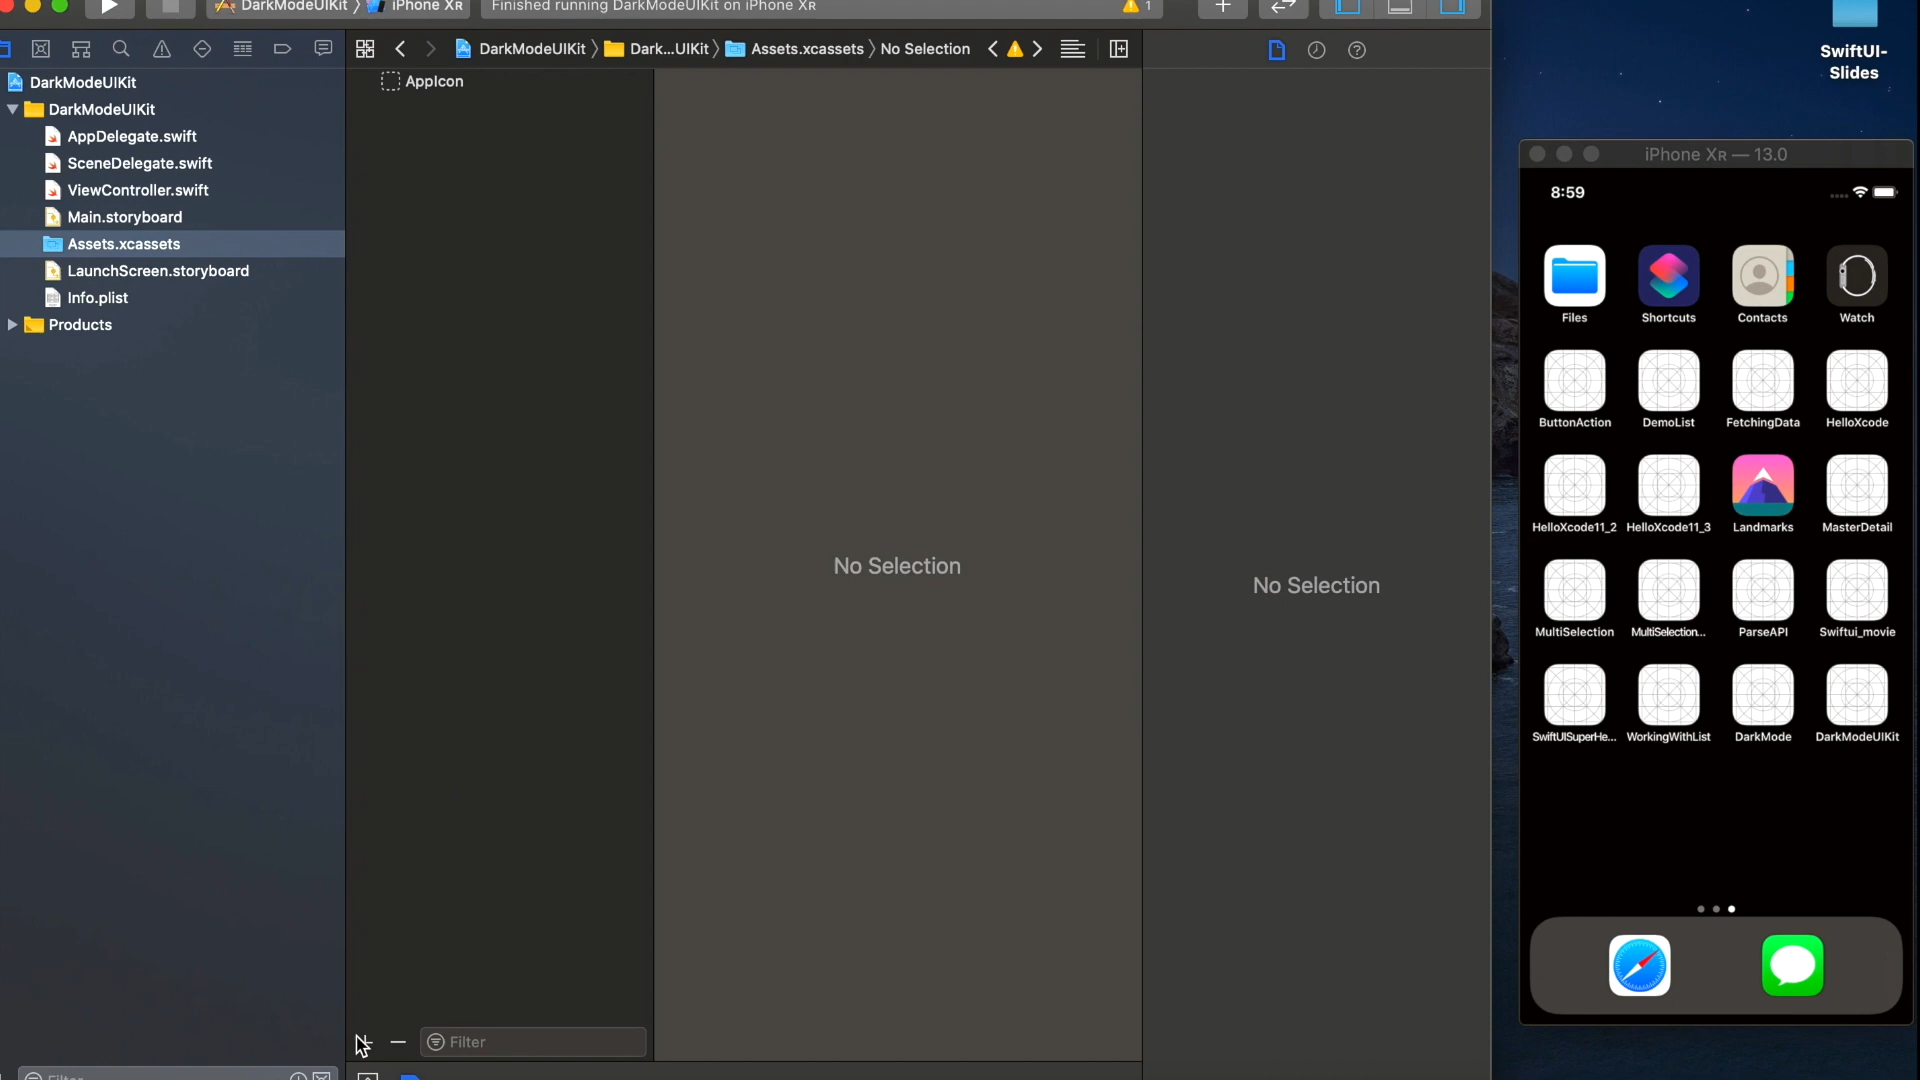 DarkModeUIKit
iPhone XR
Finished running DarkModeUIKit on iPhone XR
1
DarkModeUIKit
Dark...UIKit
Assets.xcassets
No Selection
DarkModeUIKit
DarkModeUIKit
AppDelegate.swift
SceneDelegate.swift
ViewController.swift
Main.storyboard
Assets.xcassets
LaunchScreen.storyboard
Info.plist
Products
AppIcon
No Selection
No Selection
Filter
Filter
SwiftUI-
Slides
iPhone XR — 13.0
8:59
Files
Shortcuts
Contacts
Watch
ButtonAction
DemoList
FetchingData
HelloXcode
HelloXcode11_2
HelloXcode11_3
Landmarks
MasterDetail
MultiSelection
MultiSelection...
ParseAPI
Swiftui_movie
SwiftUISuperHe...
WorkingWithList
DarkMode
DarkModeUIKit